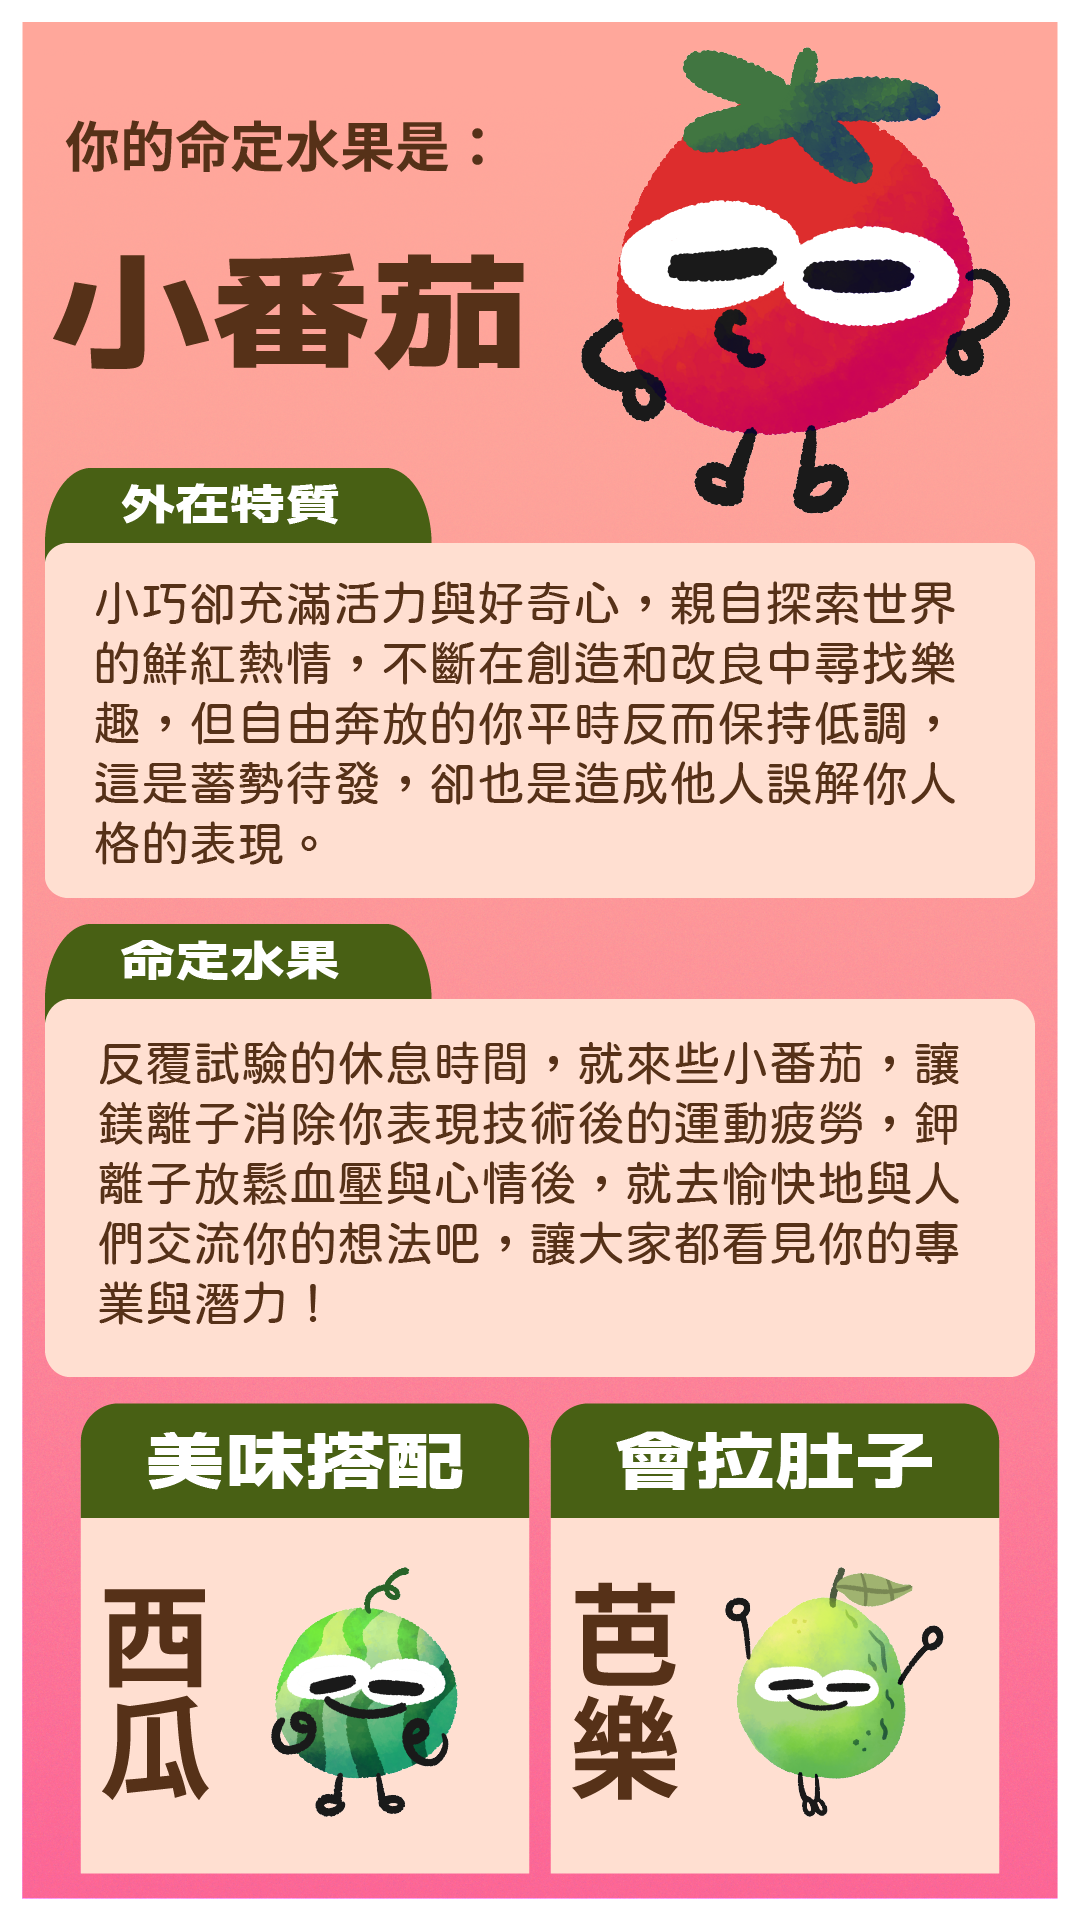 你的命定水果是：
小番茄
外在特質
小巧卻充滿活力與好奇心，親自探索世界
的鮮紅熱情，不斷在創造和改良中尋找樂
趣，但自由奔放的你平時反而保持低調，
這是蓄勢待發，卻也是造成他人誤解你人
格的表現。
命定水果
反覆試驗的休息時間，就來些小番茄，讓
鎂離子消除你表現技術後的運動疲勞，鉀
離子放鬆血壓與心情後，就去愉快地與人
們交流你的想法吧，讓大家都看見你的專
業與潛力！
美味搭配
西瓜
會拉肚子
芭樂